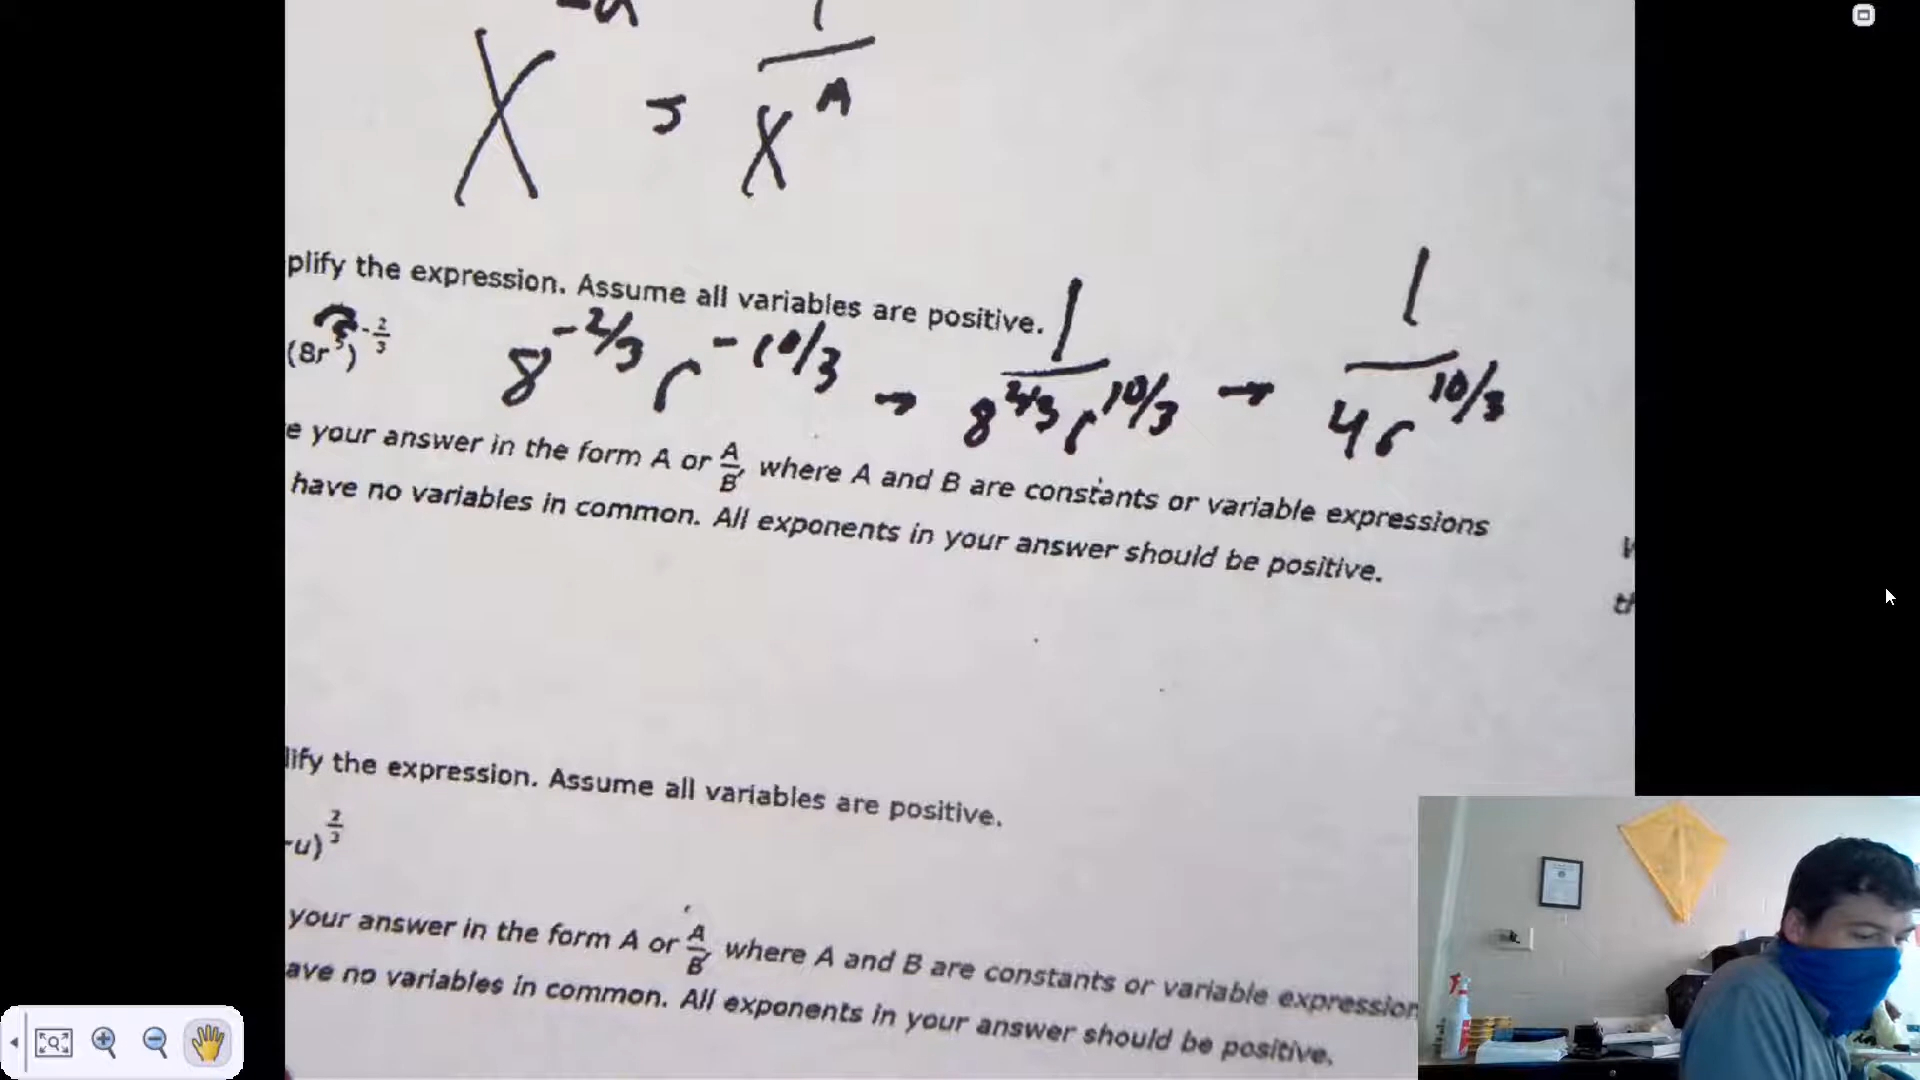 X^-a = 1/X^A
plify the expression. Assume all variables are positive.
(8r^5)^-2/3 8^-2/3 r^-10/3 → 1/8^2/3 r^10/3 → 1/4r^10/3
e your answer in the form A or A/B, where A and B are constants or variable expressions
have no variables in common. All exponents in your answer should be positive.
lify the expression. Assume all variables are positive.
-u)^2/3
your answer in the form A or A/B, where A and B are constants or variable expression
ave no variables in common. All exponents in your answer should be positive.